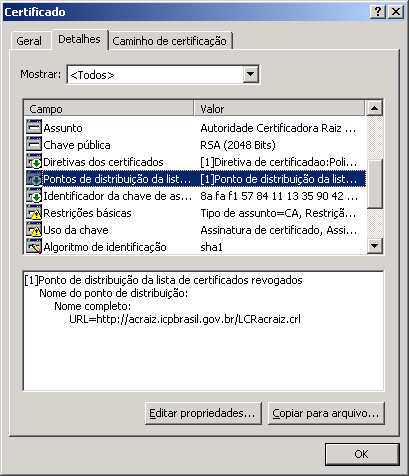 Certificado
Geral Detalhes Caminho de certificação
Mostrar: <Todos>
Campo Valor
Assunto Autoridade Certificadora Raiz ...
Chave pública RSA (2048 Bits)
Diretivas dos certificados [1]Diretiva de certificadao:Poli...
Pontos de distribuição da list... [1]Ponto de distribuição da list...
Identificador da chave de as... 8a fa f1 57 84 11 13 35 90 42 ...
Restrições básicas Tipo de assunto=CA, Restriçã...
Uso da chave Assinatura de certificado, Assi...
Algoritmo de identificação sha1
[1]Ponto de distribuição da lista de certificados revogados
Nome do ponto de distribuição:
Nome completo:
URL=http://acraiz.icpbrasil.gov.br/LCRacraiz.crl
Editar propriedades... Copiar para arquivo...
OK